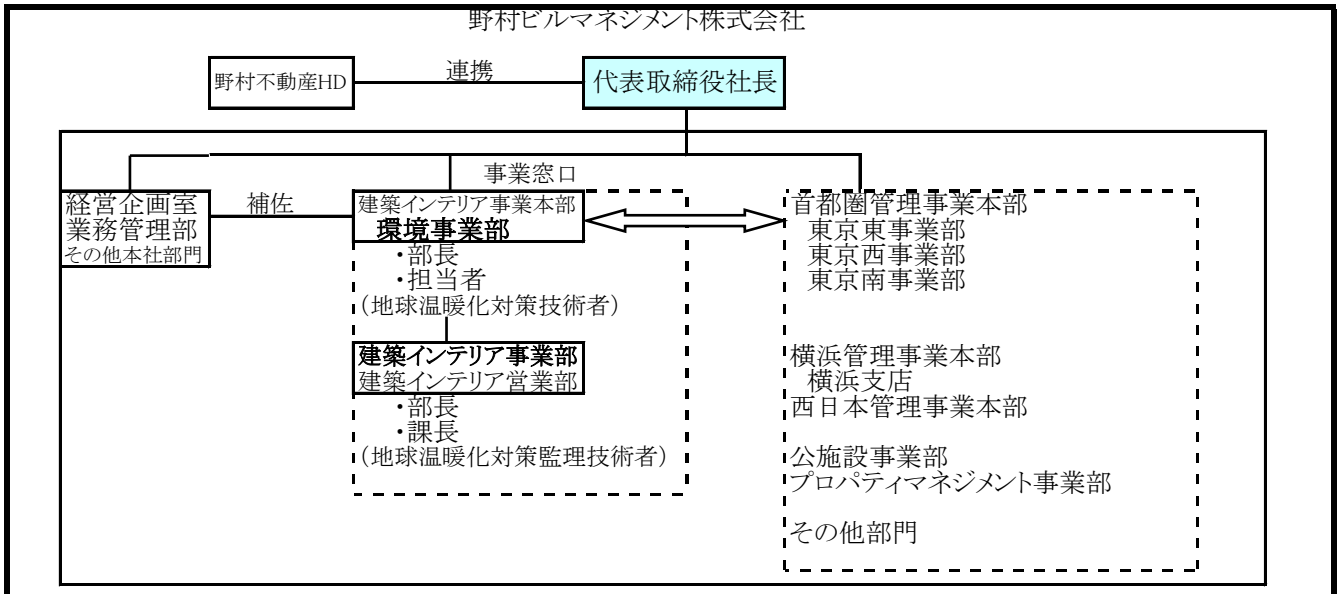 野村ビルマネジメント株式会社
野村不動産HD
連携
代表取締役社長
事業窓口
経営企画室
業務管理部
その他本社部門
補佐
建築インテリア事業本部
環境事業部
・部長
・担当者
(地球温暖化対策技術者)
建築インテリア事業部
建築インテリア営業部
・部長
・課長
(地球温暖化対策監理技術者)
首都圏管理事業本部
東京東事業部
東京西事業部
東京南事業部
横浜管理事業本部
横浜支店
西日本管理事業本部
公施設事業部
プロパティマネジメント事業部
その他部門